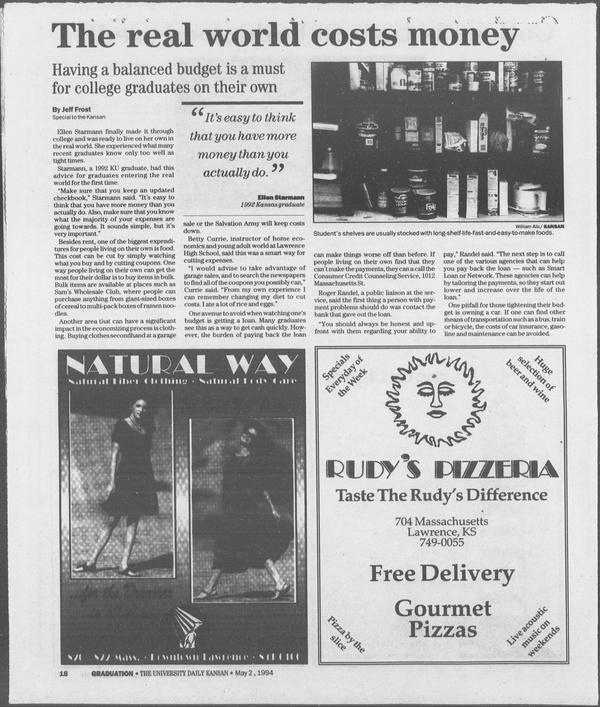 The real world costs money
Having a balanced budget is a must
for college graduates on their own
By Jeff Frost
Special to the Kansan
Ellen Starmann finally made it through
college and was ready to live on her own in
the real world. She experienced what many
recent graduates know only too well as
tight times.
Starmann, a 1992 KU graduate, had this
advice for graduates entering the real
world for the first time.
"Make sure that you keep an updated
checkbook," Starmann said. "It's easy to
think that you have more money than you
actually do. Also, make sure that you know
what the majority of your expenses are
going towards. It sounds simple, but it's
very important."
Besides rent, one of the biggest expendi-
tures for people living on their own is food.
This cost can be cut by simply watching
what you buy and by cutting coupons. One
way people living on their own can get the
most for their dollar is to buy items in bulk.
Bulk items are available at places such as
Sam's Wholesale Club, where people can
purchase anything from giant-sized boxes
of cereal to multi-pack boxes of ramen noo-
dles.
Another area that can have a significant
impact in the economizing process is cloth-
ing. Buying clothes secondhand at a garage
"It's easy to think
that you have more
money than you
actually do."
Ellen Starmann
1992 Kansas graduate
sale or the Salvation Army will keep costs
down.
Betty Currie, instructor of home eco-
nomics and young adult world at Lawrence
High School, said this was a smart way for
cutting expenses.
"I would advise to take advantage of
garage sales, and to search the newspapers
to find all of the coupons you possibly can,"
Currie said. "From my own experience I
can remember changing my diet to cut
costs. I ate a lot of rice and eggs."
One avenue to avoid when watching one's
budget is getting a loan. Many graduates
see this as a way to get cash quickly. How-
ever, the burden of paying back the loan
William Alix/ KANSAN
Student's shelves are usually stocked with long-shelf-life-fast-and-easy-to-make foods.
can make things worse off than before. If
people living on their own find that they
can't make the payments, they can a call the
Consumer Credit Counseling Service, 1012
Massachusetts St.
Roger Randel, a public liaison at the ser-
vice, said the first thing a person with pay-
ment problems should do was contact the
bank that gave out the loan.
"You should always be honest and up-
front with them regarding your ability to
pay," Randel said. "The next step is to call
one of the various agencies that can help
you pay back the loan — such as Smart
Loan or Network. These agencies can help
by tailoring the payments, so they start out
lower and increase over the life of the
loan."
One pitfall for those tightening their bud-
get is owning a car. If one can find other
means of transportation such as a bus, train
or bicycle, the costs of car insurance, gaso-
line and maintenance can be avoided.
NATURAL WAY
Natural Fiber Clothing · Natural Body Care
...for the Dreamer
820 - 822 Mass. · Downtown Lawrence · 841-0100
Specials
Everyday of
the Week
Huge
selection of
beer and wine
RUDY'S PIZZERIA
Taste The Rudy's Difference
704 Massachusetts
Lawrence, KS
749-0055
Free Delivery
Gourmet
Pizzas
Pizza by the
slice
Live acoustic
music on
weekends
18 GRADUATION • THE UNIVERSITY DAILY KANSAN • May 2, 1994